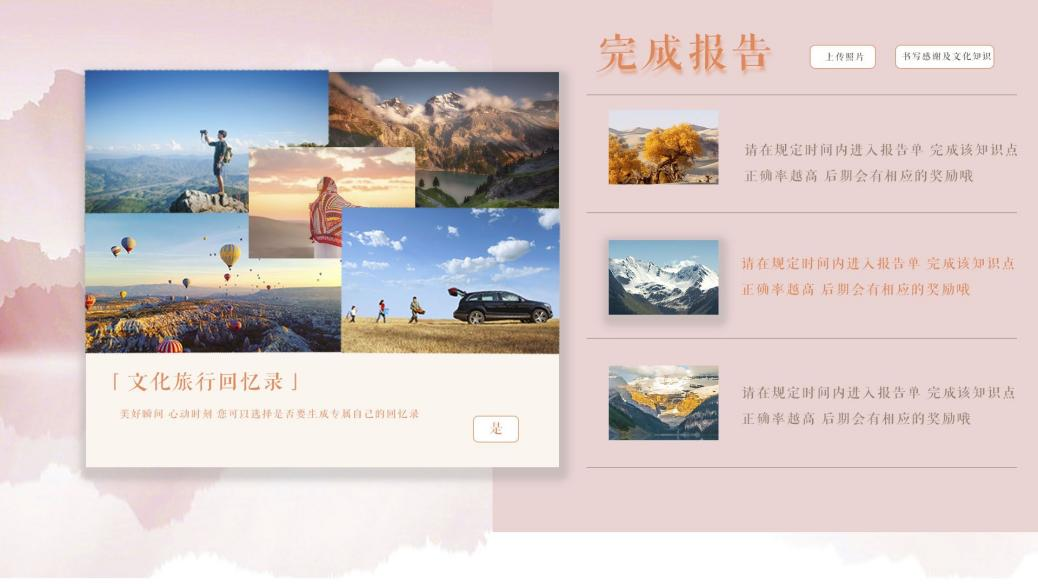 完成报告
上传照片
书写感谢及文化知识
请在规定时间内进入报告单 完成该知识点
正确率越高 后期会有相应的奖励哦
请在规定时间内进入报告单 完成该知识点
正确率越高 后期会有相应的奖励哦
请在规定时间内进入报告单 完成该知识点
正确率越高 后期会有相应的奖励哦
「文化旅行回忆录」
美好瞬间 心动时刻 您可以选择是否要生成专属自己的回忆录
是